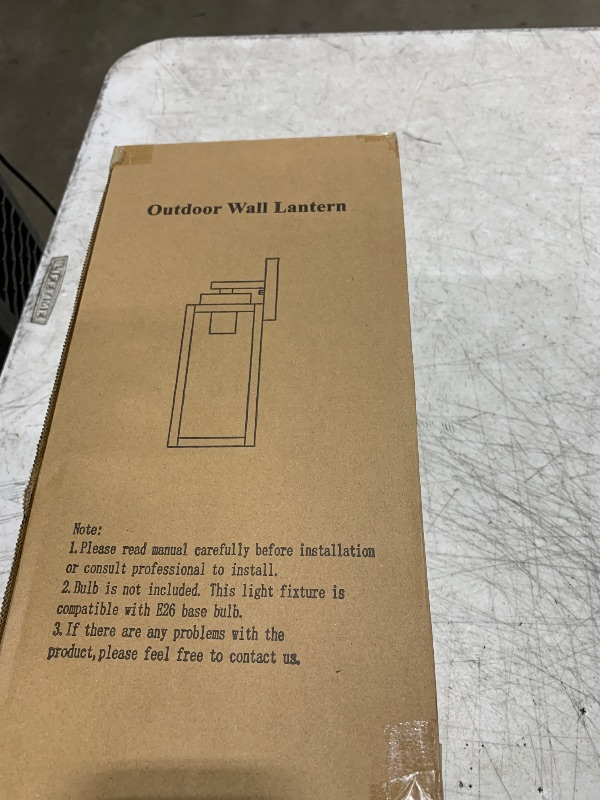 Outdoor Wall Lantern
LIFETIME
Note:
1.Please read manual carefully before installation
or consult professional to install.
2.Bulb is not included. This light fixture is
compatible with E26 base bulb.
3.If there are any problems with the
product,please feel free to contact us.